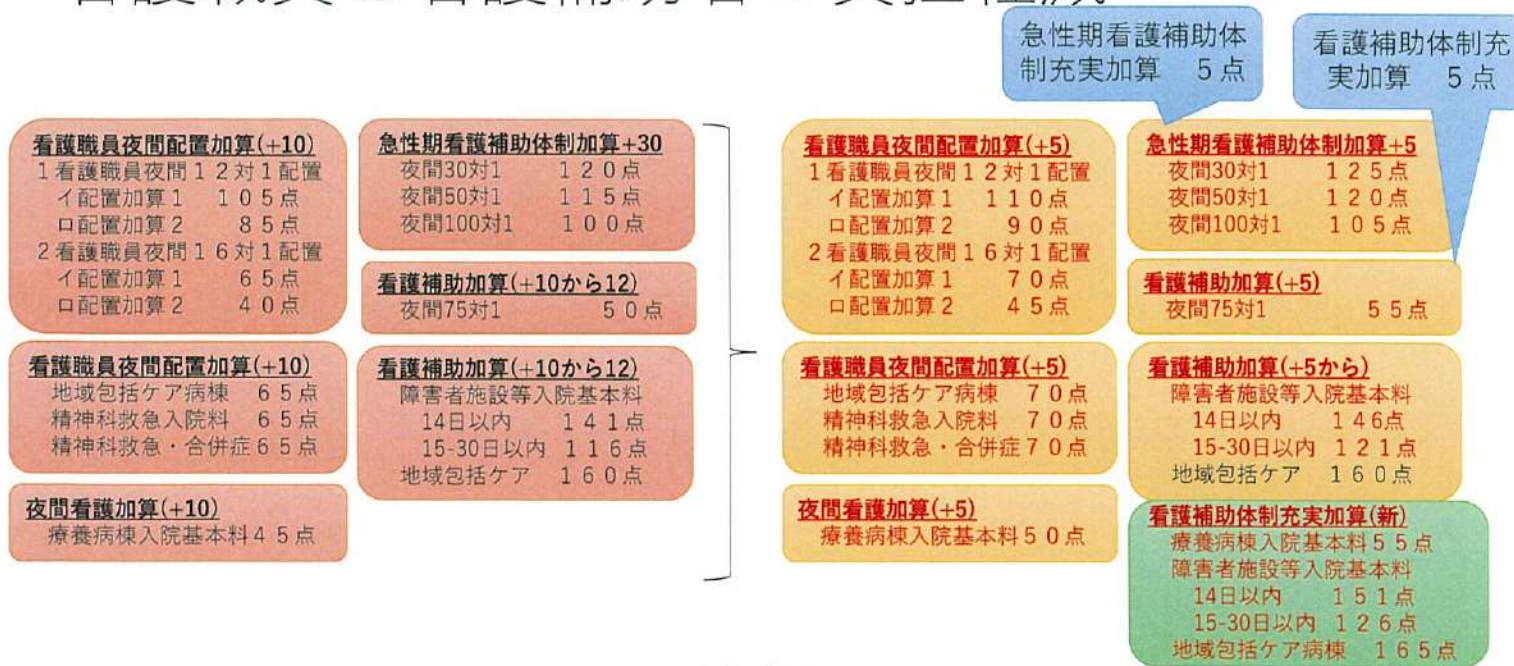 急性期看護補助体
制充実加算 5点
看護補助体制充
実加算 5点
看護職員夜間配置加算(+10)
1看護職員夜間12対1配置
イ配置加算1 105点
ロ配置加算2 85点
2看護職員夜間16対1配置
イ配置加算1 65点
ロ配置加算2 40点
急性期看護補助体制加算+30
夜間30対1 120点
夜間50対1 115点
夜間100対1 100点
看護補助加算(+10から12)
夜間75対1 50点
看護職員夜間配置加算(+10)
地域包括ケア病棟 65点
精神科救急入院料 65点
精神科救急・合併症65点
看護補助加算(+10から12)
障害者施設等入院基本料
14日以内 141点
15-30日以内 116点
地域包括ケア 160点
夜間看護加算(+10)
療養病棟入院基本料45点
看護職員夜間配置加算(+5)
1看護職員夜間12対1配置
イ配置加算1 110点
ロ配置加算2 90点
2看護職員夜間16対1配置
イ配置加算1 70点
ロ配置加算2 45点
急性期看護補助体制加算+5
夜間30対1 125点
夜間50対1 120点
夜間100対1 105点
看護補助加算(+5)
夜間75対1 55点
看護職員夜間配置加算(+5)
地域包括ケア病棟 70点
精神科救急入院料 70点
精神科救急・合併症70点
看護補助加算(+5から)
障害者施設等入院基本料
14日以内 146点
15-30日以内 121点
地域包括ケア 160点
夜間看護加算(+5)
療養病棟入院基本料50点
看護補助体制充実加算(新)
療養病棟入院基本料55点
障害者施設等入院基本料
14日以内 151点
15-30日以内 126点
地域包括ケア病棟 165点